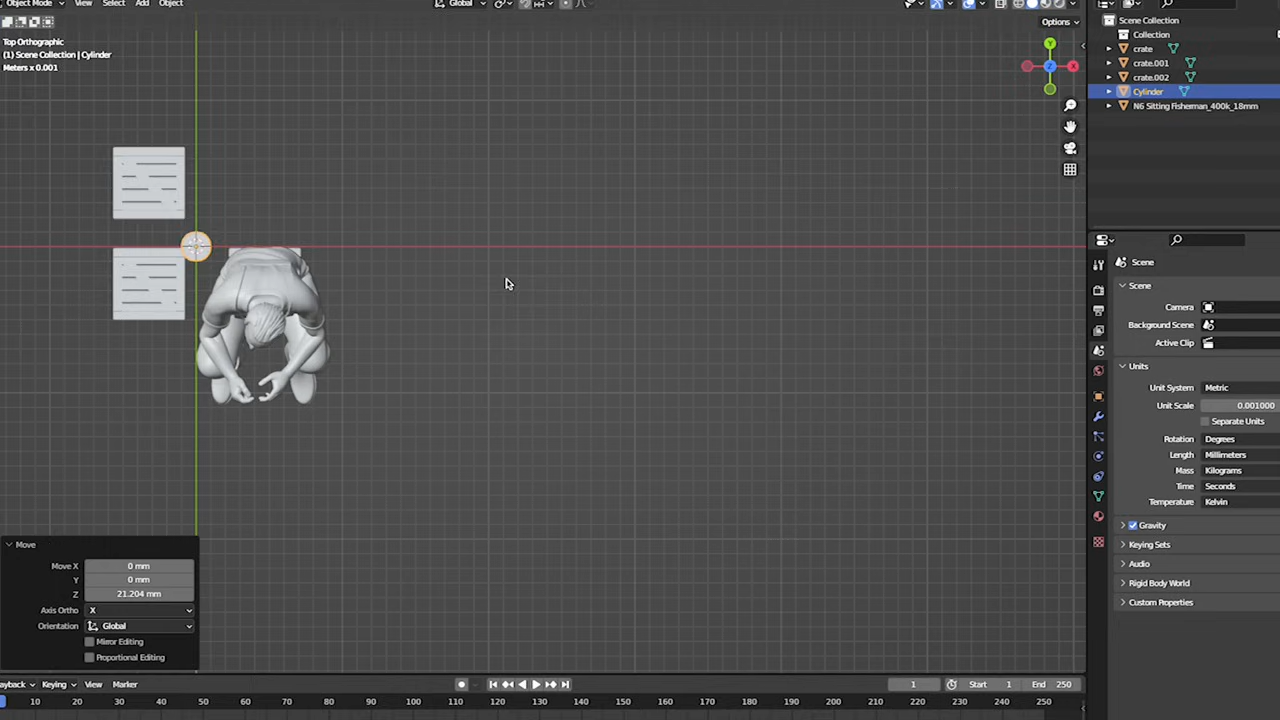 Object Mode View Select Add Object Global
Options
Top Orthographic
(1) Scene Collection | Cylinder
Meters x 0.001
Y
X
Z
Scene Collection
Collection
crate
crate.001
crate.002
Cylinder
N6 Sitting Fisherman_400k_18mm
Scene
Scene
Camera
Background Scene
Active Clip
Units
Unit System Metric
Unit Scale 0.001000
Separate Units
Rotation Degrees
Length Millimeters
Mass Kilograms
Time Seconds
Temperature Kelvin
Gravity
Keying Sets
Audio
Rigid Body World
Custom Properties
Move
Move X 0 mm
Y 0 mm
Z 21.204 mm
Axis Ortho X
Orientation Global
Mirror Editing
Proportional Editing
ayback Keying View Marker 1 Start 1 End 250
10 20 30 40 50 60 70 80 90 100 110 120 130 140 150 160 170 180 190 200 210 220 230 240 250